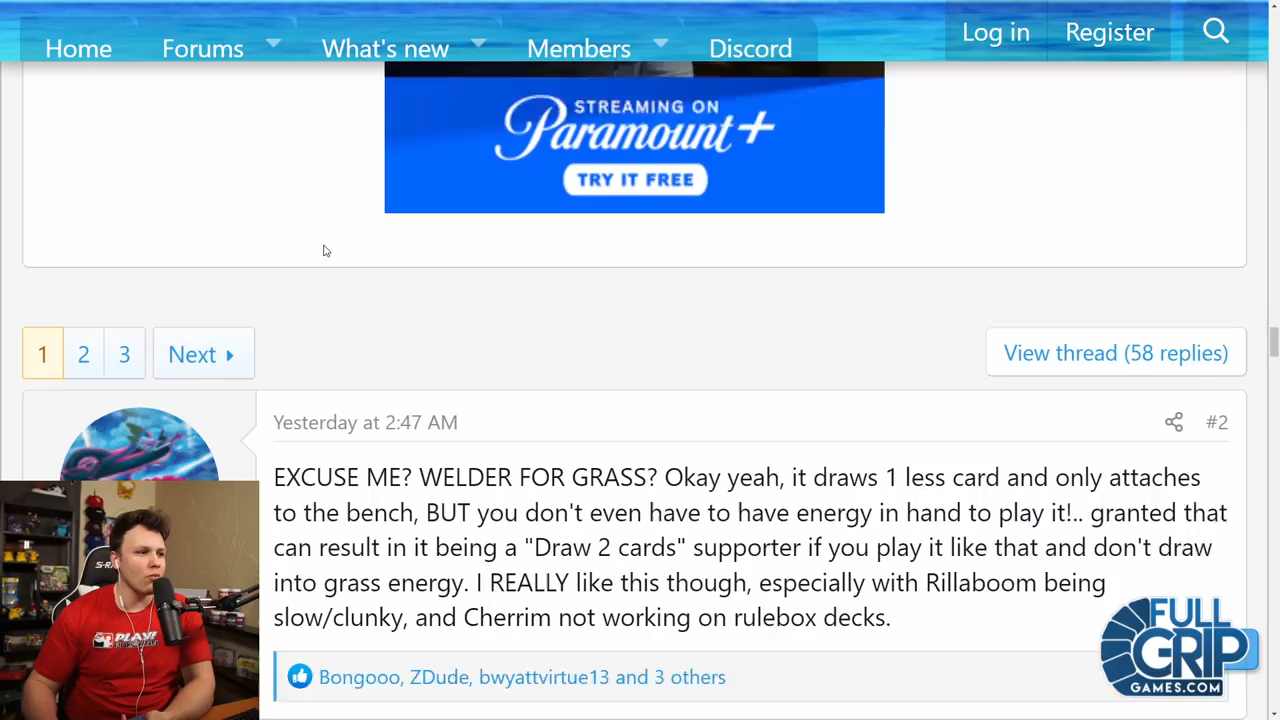 Home Forums What's new Members Discord Log in Register
STREAMING ON
Paramount+
TRY IT FREE
1 2 3 Next View thread (58 replies)
Yesterday at 2:47 AM #2
EXCUSE ME? WELDER FOR GRASS? Okay yeah, it draws 1 less card and only attaches
to the bench, BUT you don't even have to have energy in hand to play it!.. granted that
can result in it being a "Draw 2 cards" supporter if you play it like that and don't draw
into grass energy. I REALLY like this though, especially with Rillaboom being
slow/clunky, and Cherrim not working on rulebox decks.
Bongooo, ZDude, bwyattvirtue13 and 3 others
PLAY!
FULL
GRIP
GAMES.COM